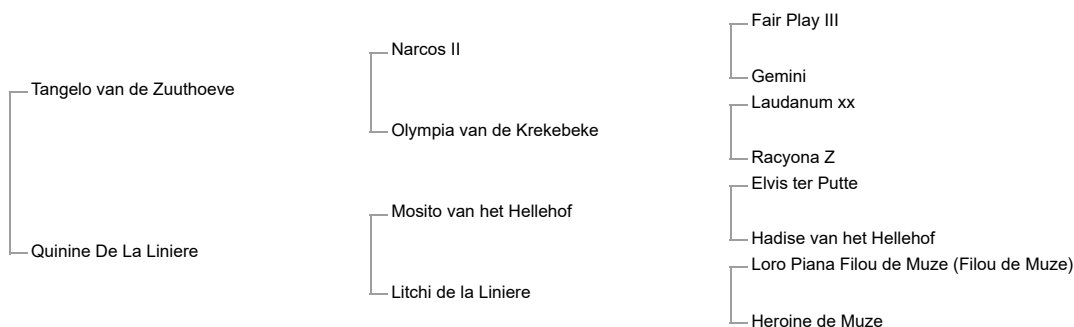 Fair Play III
Narcos II
Gemini
Tangelo van de Zuuthoeve
Laudanum xx
Olympia van de Krekebeke
Racyona Z
Elvis ter Putte
Mosito van het Hellehof
Hadise van het Hellehof
Quinine De La Liniere
Loro Piana Filou de Muze (Filou de Muze)
Litchi de la Liniere
Heroine de Muze